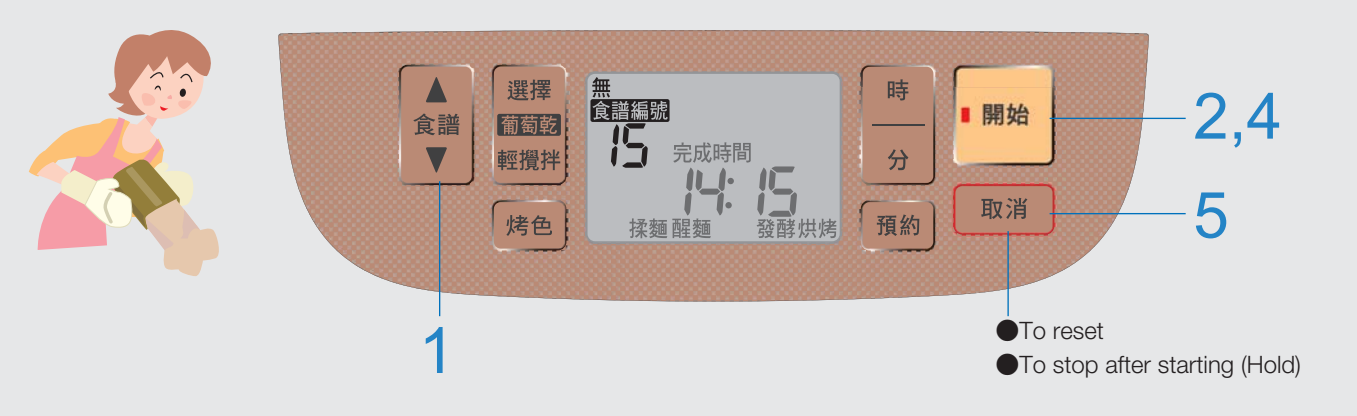 ▲
食譜
▼
選擇
葡萄乾
輕攪拌
烤色
無
食譜編號
15
完成時間
14:15
揉麵 醒麵 發酵 烘烤
時
分
預約
開始
取消
2,4
5
1
●To reset
●To stop after starting (Hold)